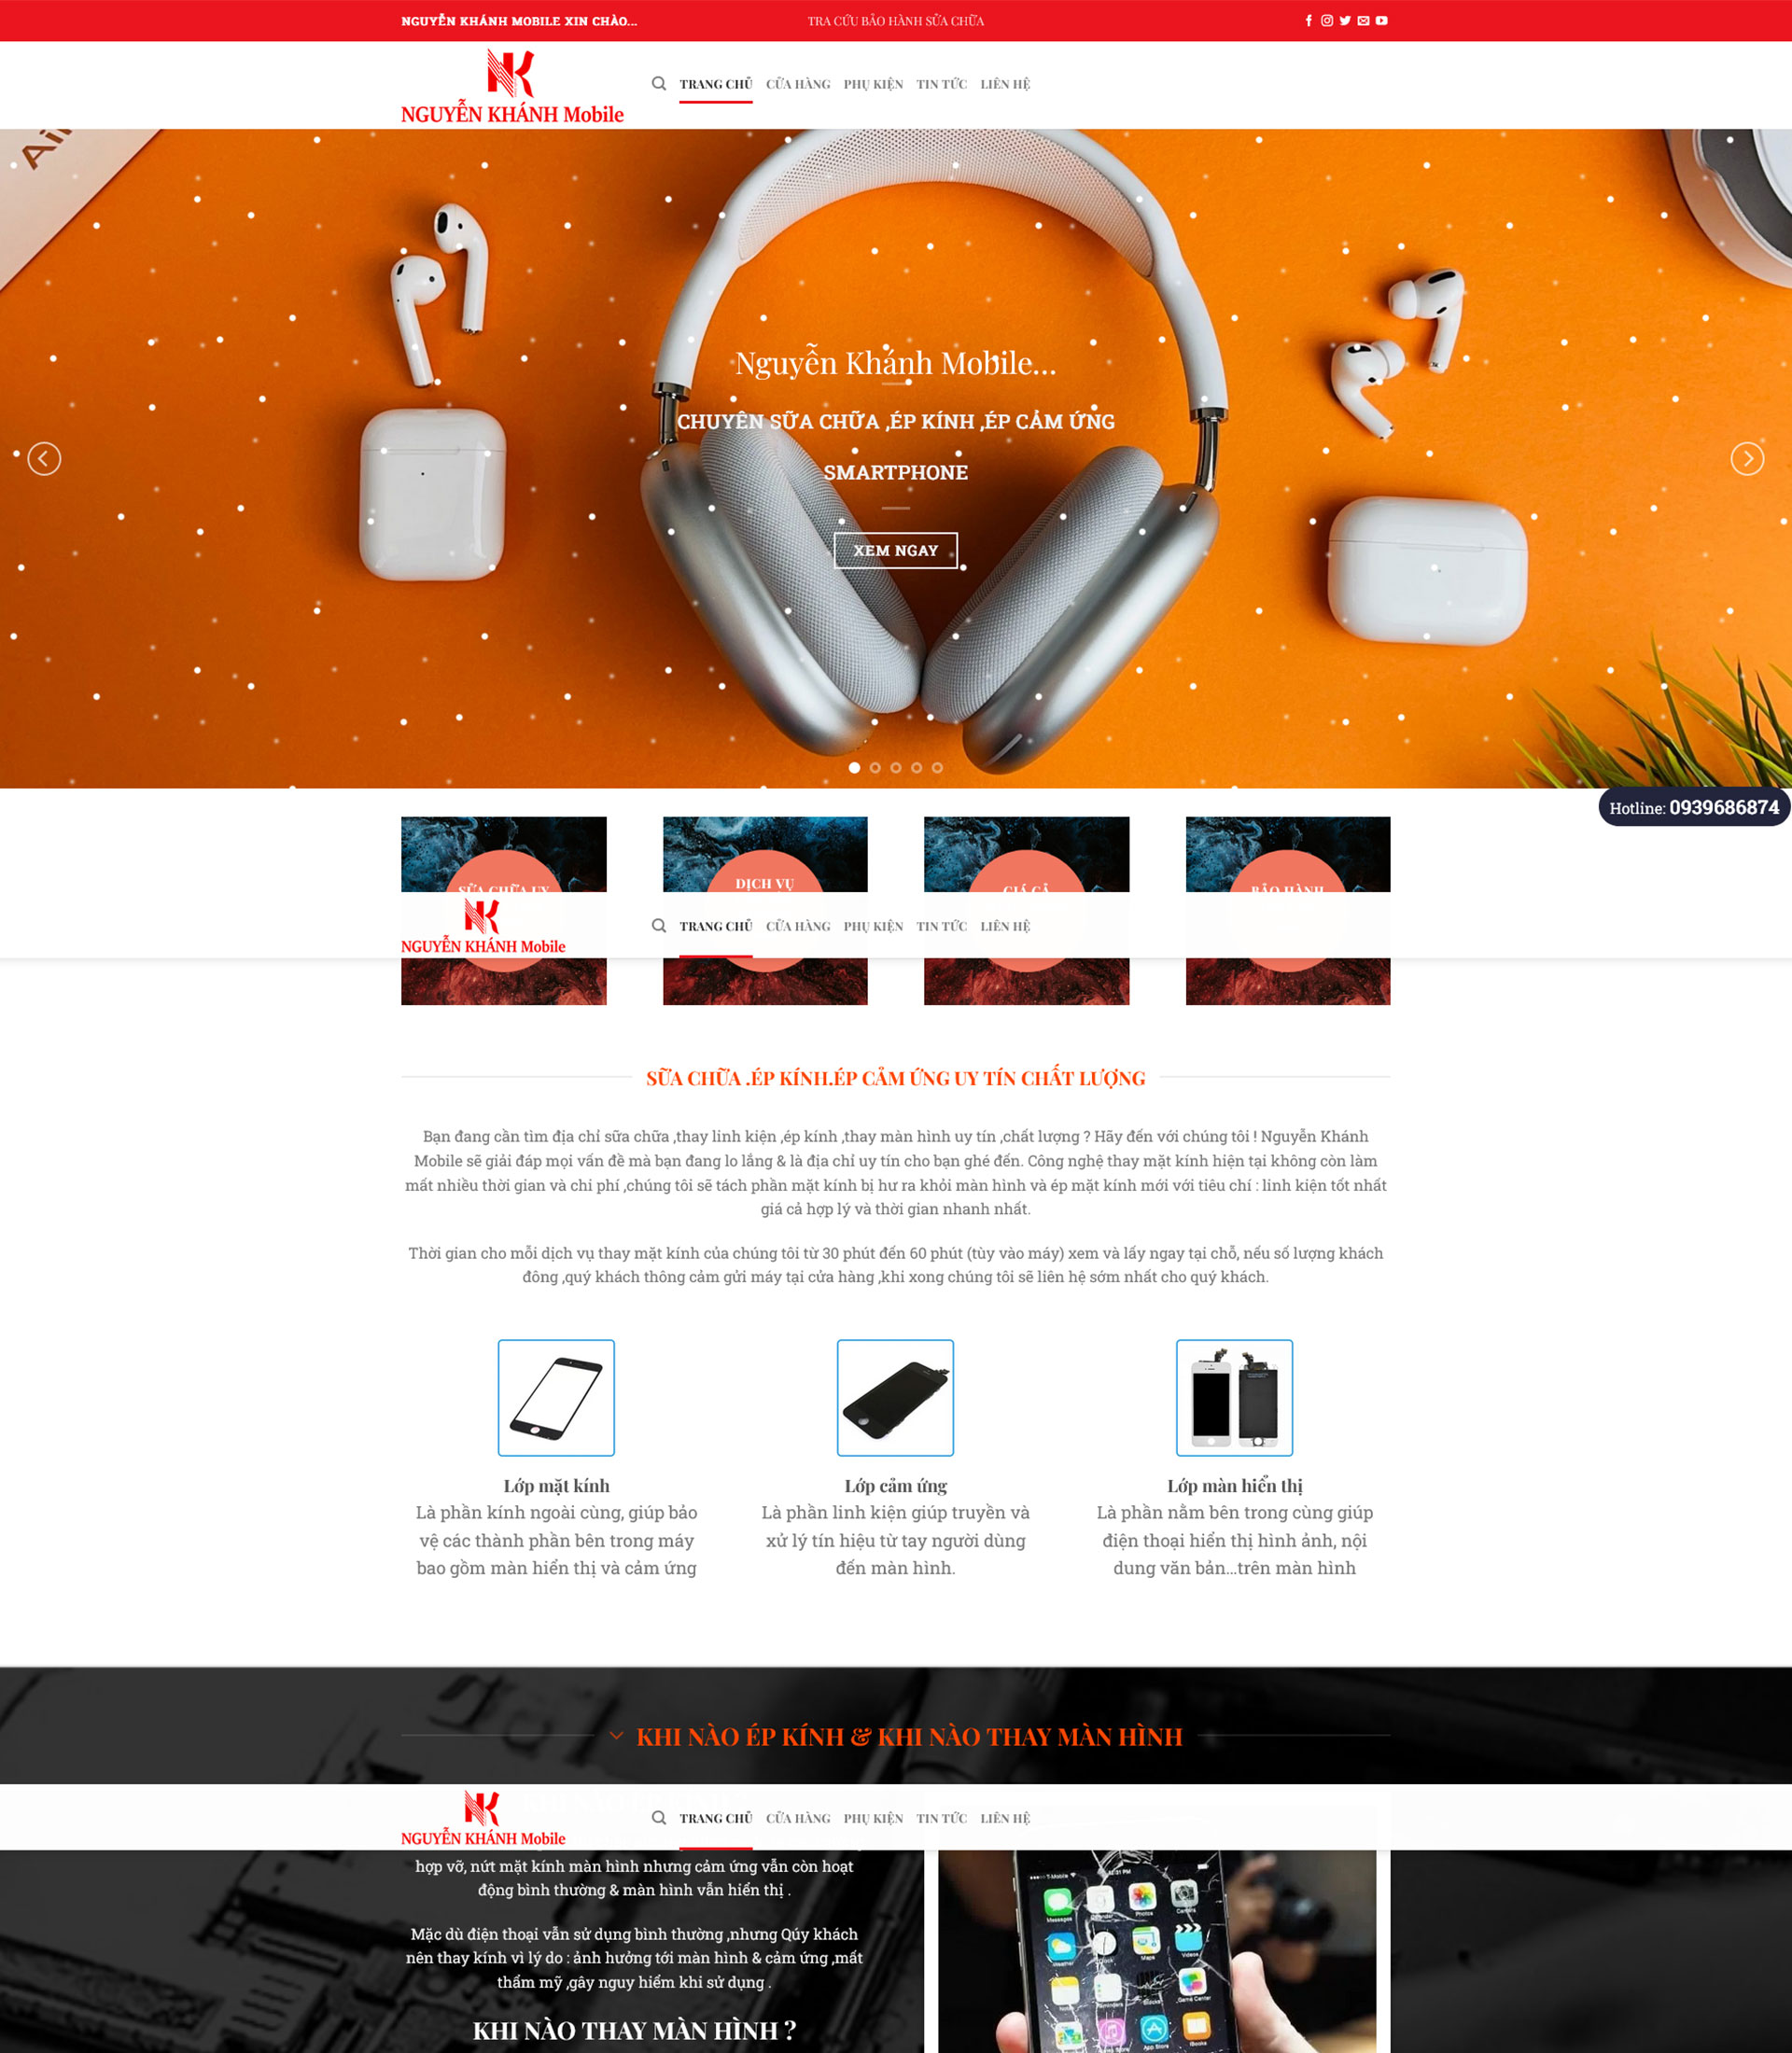 NGUYỄN KHÁNH MOBILE XIN CHÀO...
TRA CỨU BẢO HÀNH SỬA CHỮA
NK
NGUYỄN KHÁNH Mobile
TRANG CHỦ CỬA HÀNG PHỤ KIỆN TIN TỨC LIÊN HỆ
Nguyễn Khánh Mobile...
CHUYÊN SỮA CHỮA ,ÉP KÍNH ,ÉP CẢM ỨNG
SMARTPHONE
XEM NGAY
Hotline: 0939686874
SỬA CHỮA UY
DỊCH VỤ
GIÁ CẢ
BẢO HÀNH
NK
NGUYỄN KHÁNH Mobile
TRANG CHỦ CỬA HÀNG PHỤ KIỆN TIN TỨC LIÊN HỆ
SỮA CHỮA .ÉP KÍNH.ÉP CẢM ỨNG UY TÍN CHẤT LƯỢNG
Bạn đang cần tìm địa chỉ sữa chữa ,thay linh kiện ,ép kính ,thay màn hình uy tín ,chất lượng ? Hãy đến với chúng tôi ! Nguyễn Khánh
Mobile sẽ giải đáp mọi vấn đề mà bạn đang lo lắng & là địa chỉ uy tín cho bạn ghé đến. Công nghệ thay mặt kính hiện tại không còn làm
mất nhiều thời gian và chi phí ,chúng tôi sẽ tách phần mặt kính bị hư ra khỏi màn hình và ép mặt kính mới với tiêu chí : linh kiện tốt nhất
giá cả hợp lý và thời gian nhanh nhất.
Thời gian cho mỗi dịch vụ thay mặt kính của chúng tôi từ 30 phút đến 60 phút (tùy vào máy) xem và lấy ngay tại chỗ, nếu số lượng khách
đông ,quý khách thông cảm gửi máy tại cửa hàng ,khi xong chúng tôi sẽ liên hệ sớm nhất cho quý khách.
Lớp mặt kính
Là phần kính ngoài cùng, giúp bảo
vệ các thành phần bên trong máy
bao gồm màn hiển thị và cảm ứng
Lớp cảm ứng
Là phần linh kiện giúp truyền và
xử lý tín hiệu từ tay người dùng
đến màn hình.
Lớp màn hiển thị
Là phần nằm bên trong cùng giúp
điện thoại hiển thị hình ảnh, nội
dung văn bản...trên màn hình
KHI NÀO ÉP KÍNH & KHI NÀO THAY MÀN HÌNH
NK
NGUYỄN KHÁNH Mobile
TRANG CHỦ CỬA HÀNG PHỤ KIỆN TIN TỨC LIÊN HỆ
hợp vỡ, nứt mặt kính màn hình nhưng cảm ứng vẫn còn hoạt
động bình thường & màn hình vẫn hiển thị .
Mặc dù điện thoại vẫn sử dụng bình thường ,nhưng Qúy khách
nên thay kính vì lý do : ảnh hưởng tới màn hình & cảm ứng ,mất
thẩm mỹ ,gây nguy hiểm khi sử dụng .
KHI NÀO THAY MÀN HÌNH ?
T-Mobile
Messages
Photos
Videos
Game Center
App Store
iBooks